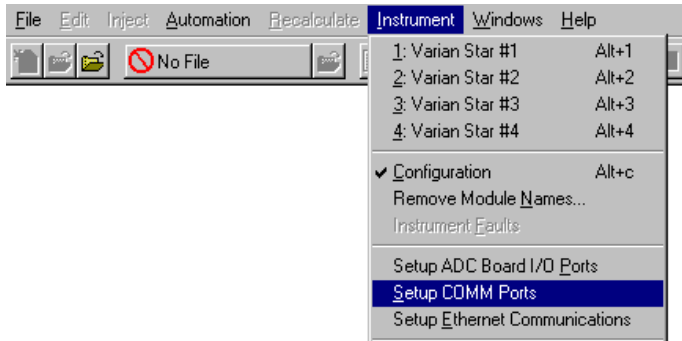 File Edit Inject Automation Recalculate Instrument Windows Help
No File
1: Varian Star #1 Alt+1
2: Varian Star #2 Alt+2
3: Varian Star #3 Alt+3
4: Varian Star #4 Alt+4
Configuration Alt+c
Remove Module Names...
Instrument Faults
Setup ADC Board I/O Ports
Setup COMM Ports
Setup Ethernet Communications